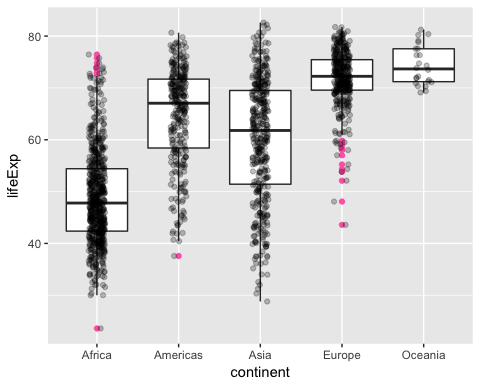 80
60
40
lifeExp
Africa Americas Asia Europe Oceania
continent